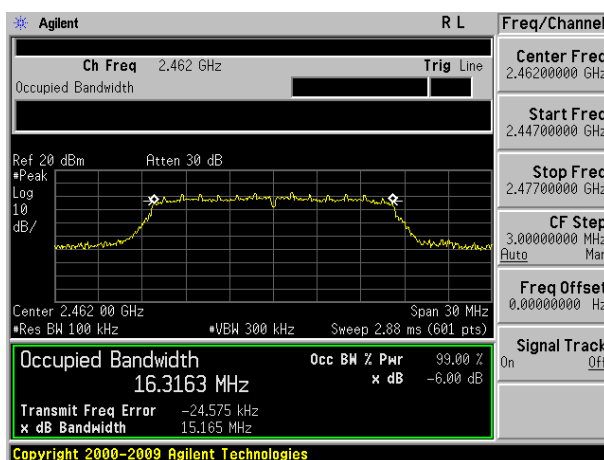 Agilent R L Freq/Channel
Ch Freq 2.462 GHz Trig Line
Occupied Bandwidth
Center Freq
2.46200000 GHz
Start Freq
2.44700000 GHz
Stop Freq
2.47700000 GHz
CF Step
3.00000000 MHz
Auto Man
Freq Offset
0.00000000 Hz
Signal Track
On Off
Ref 20 dBm Atten 30 dB
#Peak
Log
10
dB/
Center 2.462 00 GHz Span 30 MHz
#Res BW 100 kHz #VBW 300 kHz Sweep 2.88 ms (601 pts)
Occupied Bandwidth Occ BW % Pwr 99.00 %
16.3163 MHz x dB -6.00 dB
Transmit Freq Error -24.575 kHz
x dB Bandwidth 15.165 MHz
Copyright 2000-2009 Agilent Technologies